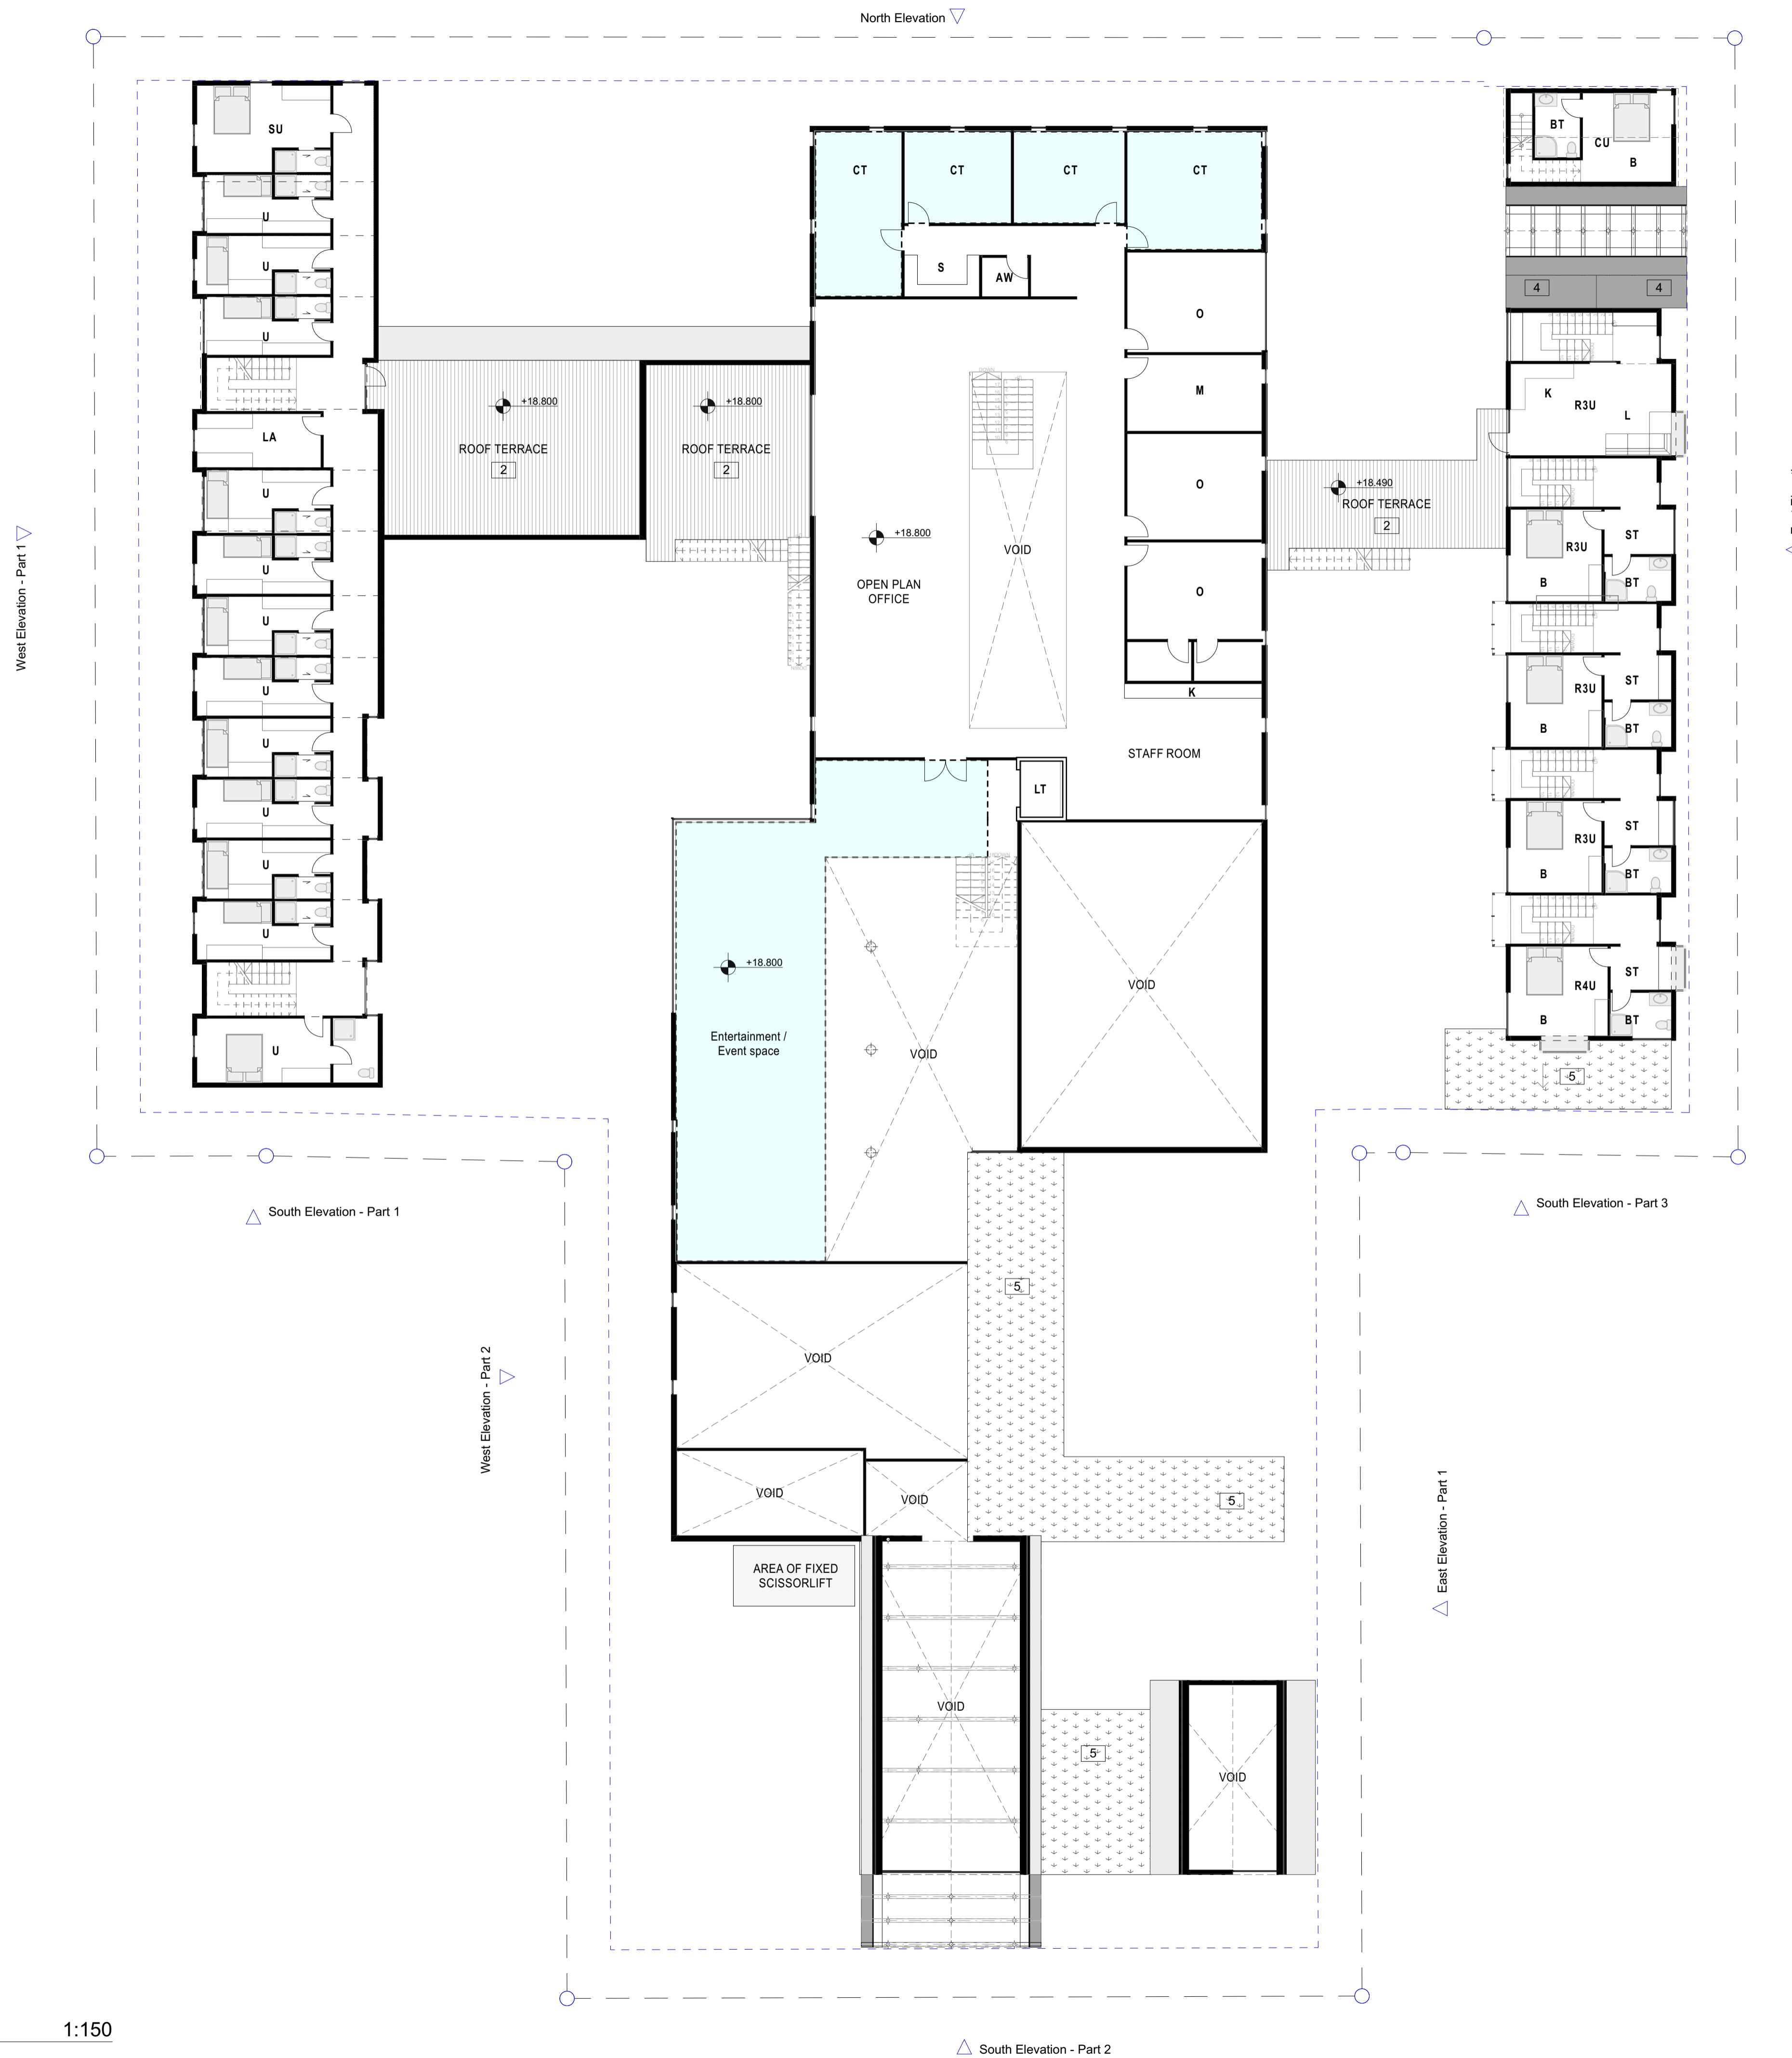 North Elevation
SU
U
U
U
LA
U
U
U
U
U
U
U
U
U
West Elevation - Part 1
+18.800
ROOF TERRACE
2
+18.800
ROOF TERRACE
2
CT
CT
CT
CT
S
AW
O
M
O
O
K
+18.800
OPEN PLAN
OFFICE
VOID
STAFF ROOM
LT
+18.490
ROOF TERRACE
2
BT
CU
B
4
4
K
R3U
L
R3U
ST
B
BT
R3U
ST
B
BT
R3U
ST
B
BT
R4U
ST
B
BT
5
+18.800
Entertainment /
Event space
VOID
VOID
South Elevation - Part 1
South Elevation - Part 3
West Elevation - Part 2
East Elevation - Part 1
5
VOID
VOID
VOID
5
AREA OF FIXED
SCISSORLIFT
VOID
5
VOID
1:150
South Elevation - Part 2